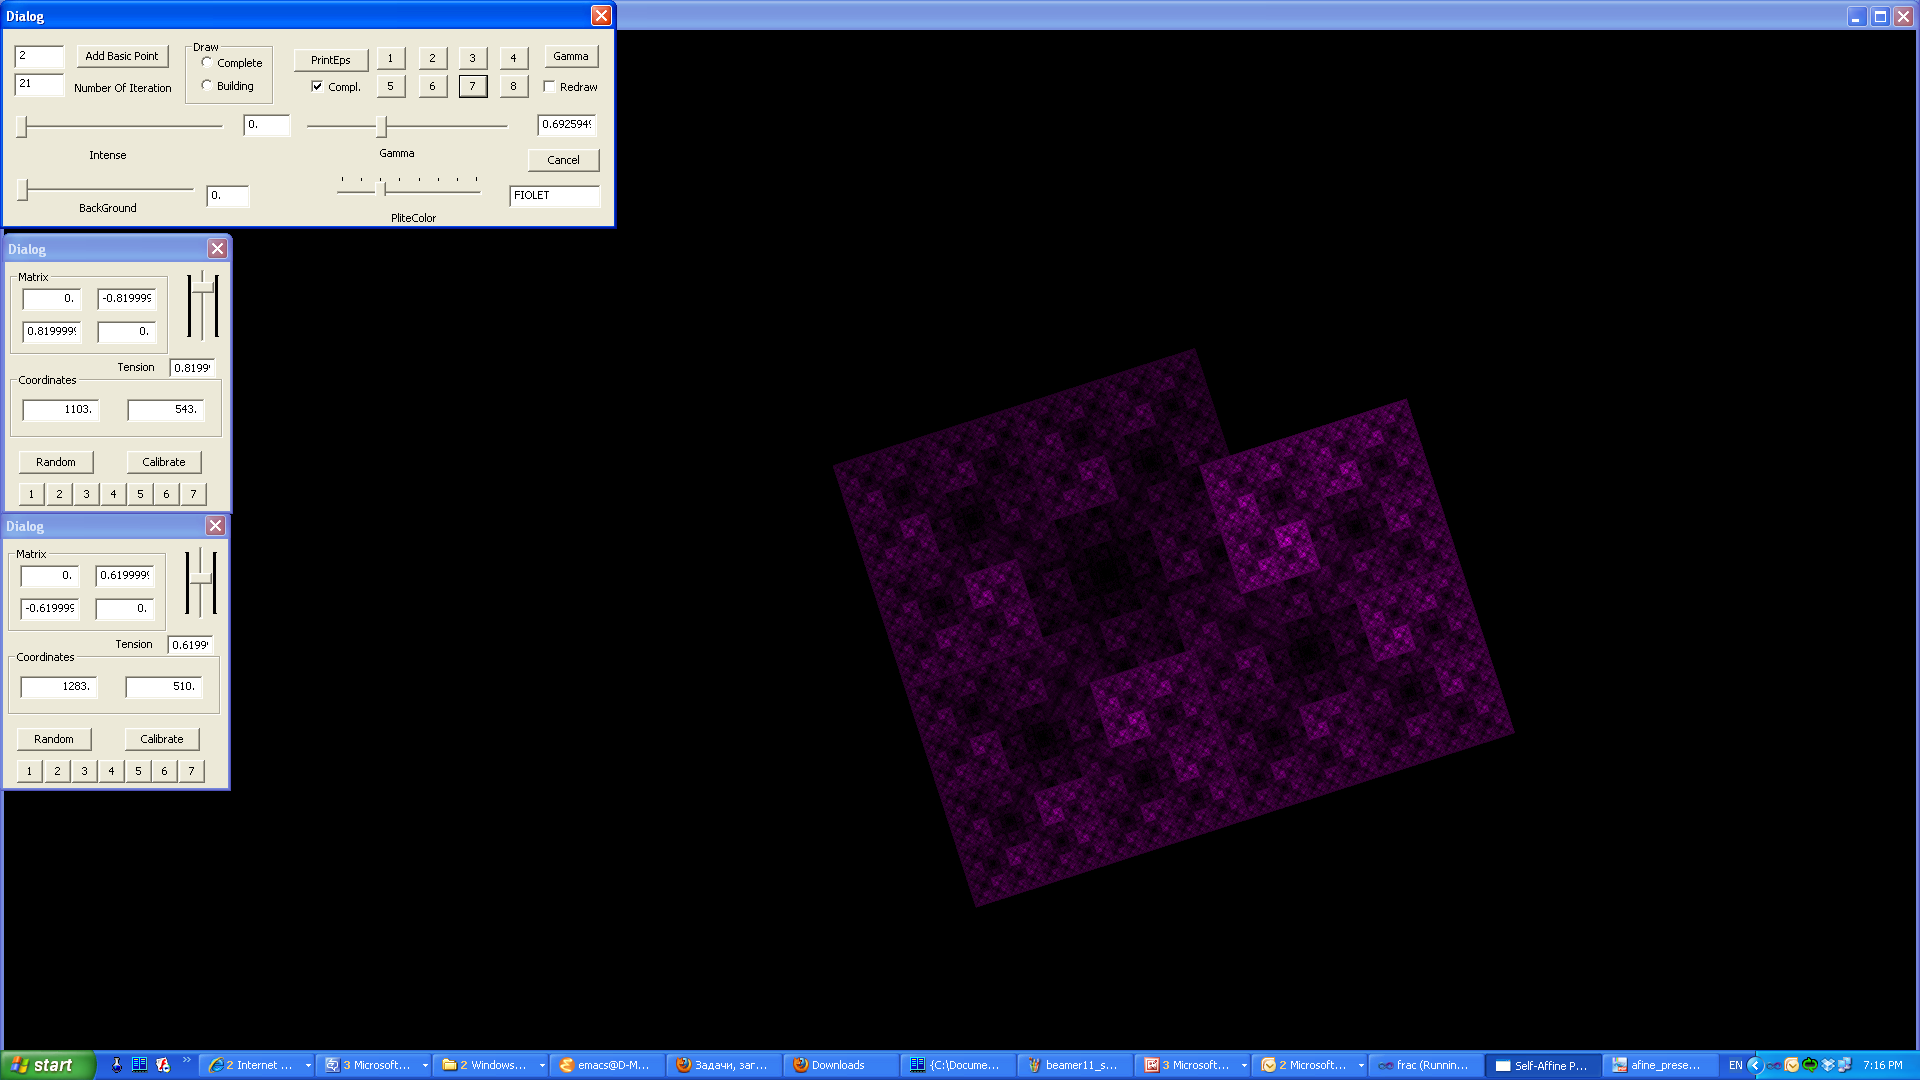 Dialog
2
Add Basic Point
Draw
Complete
Building
PrintEps
1 2 3 4
Gamma
21
Number Of Iteration
Compl.
5 6 7 8
Redraw
0.
0.692594
Intense
Gamma
Cancel
0.
FIOLET
BackGround
PliteColor
Dialog
Matrix
0. -0.819999
0.819999 0.
Tension 0.8199
Coordinates
1103. 543.
Random Calibrate
1 2 3 4 5 6 7
Dialog
Matrix
0. 0.619999
-0.619999 0.
Tension 0.6199
Coordinates
1283. 510.
Random Calibrate
1 2 3 4 5 6 7
start
2 Internet ...
3 Microsoft...
2 Windows...
emacs@D-M...
Задачи, заг...
Downloads
{C:\Docume...
beamer11_s...
3 Microsoft...
2 Microsoft...
frac (Runnin...
Self-Affine P...
afine_prese...
EN
7:16 PM